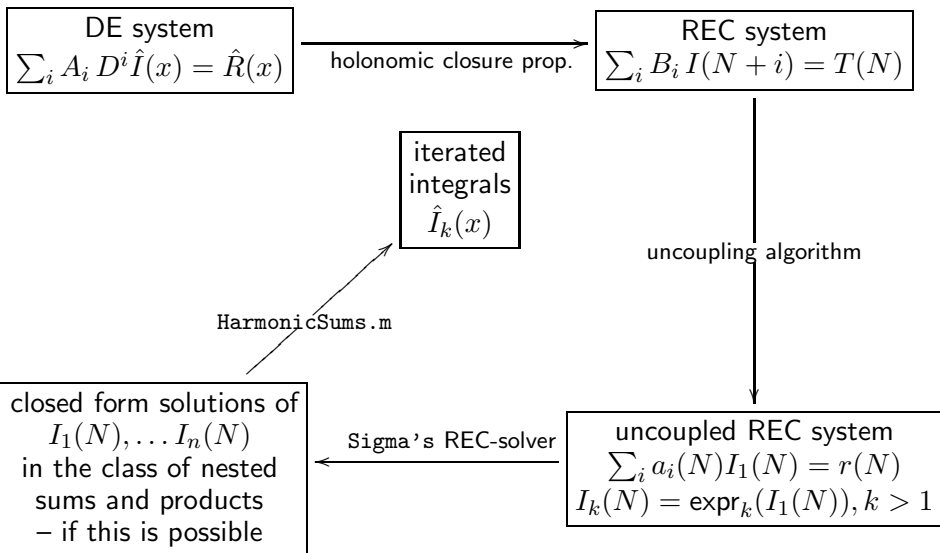 DE system
∑_i A_i D^i Î(x) = R̂(x)
holonomic closure prop.
REC system
∑_i B_i I(N + i) = T(N)
iterated
integrals
Î_k(x)
uncoupling algorithm
HarmonicSums.m
closed form solutions of
I_1(N), … I_n(N)
in the class of nested
sums and products
– if this is possible
Sigma's REC-solver
uncoupled REC system
∑_i a_i(N)I_1(N) = r(N)
I_k(N) = expr_k(I_1(N)), k > 1